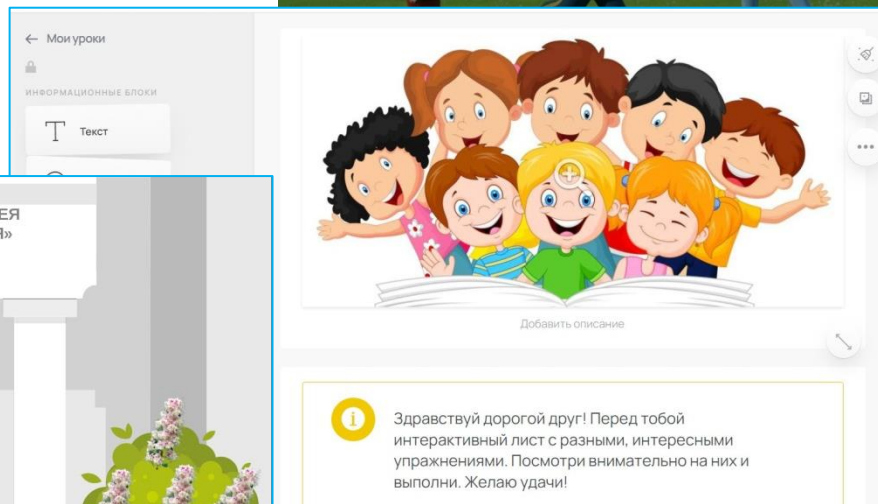 ← Мои уроки
ИНФОРМАЦИОННЫЕ БЛОКИ
Текст
Добавить описание
Здравствуй дорогой друг! Перед тобой
интерактивный лист с разными, интересными
упражнениями. Посмотри внимательно на них и
выполни. Желаю удачи!